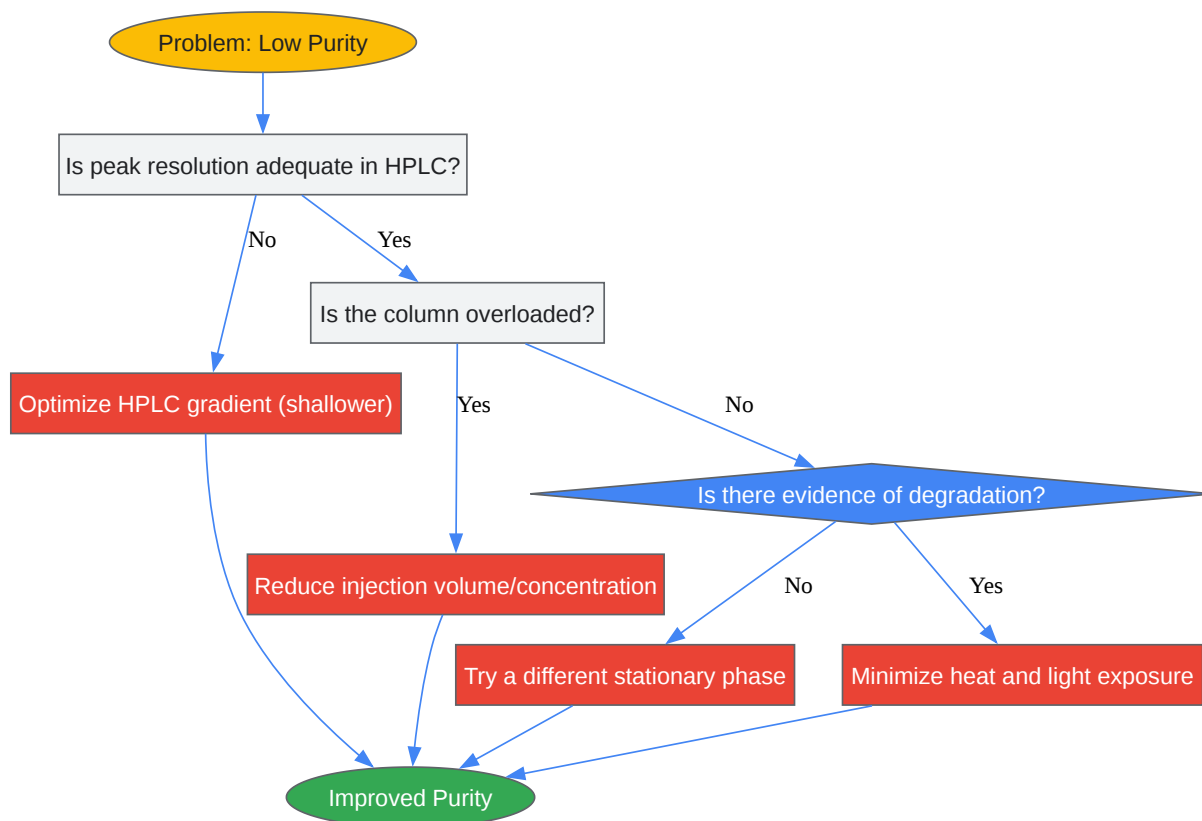 Problem: Low Purity
Is peak resolution adequate in HPLC?
No
Yes
Is the column overloaded?
Optimize HPLC gradient (shallower)
Yes
No
Is there evidence of degradation?
Reduce injection volume/concentration
No
Yes
Try a different stationary phase
Minimize heat and light exposure
Improved Purity